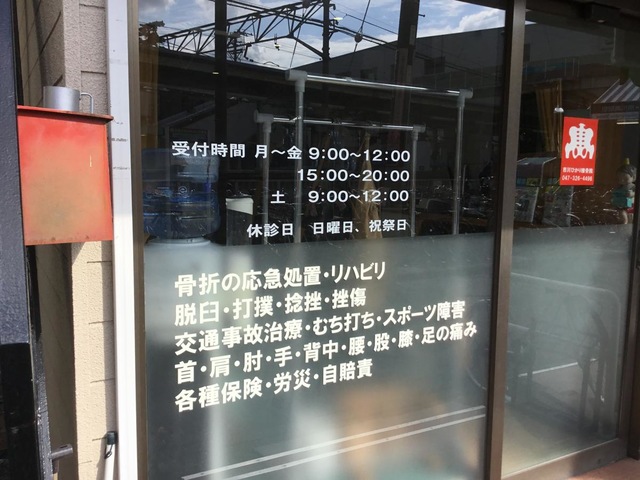 受付時間 月〜金 9:00〜12:00
15:00〜20:00
土 9:00〜12:00
休診日 日曜日、祝祭日
骨折の応急処置・リハビリ
脱臼・打撲・捻挫・挫傷
交通事故治療・むち打ち・スポーツ障害
首・肩・肘・手・背中・腰・股・膝・足の痛み
各種保険・労災・自賠責
047-326-4498